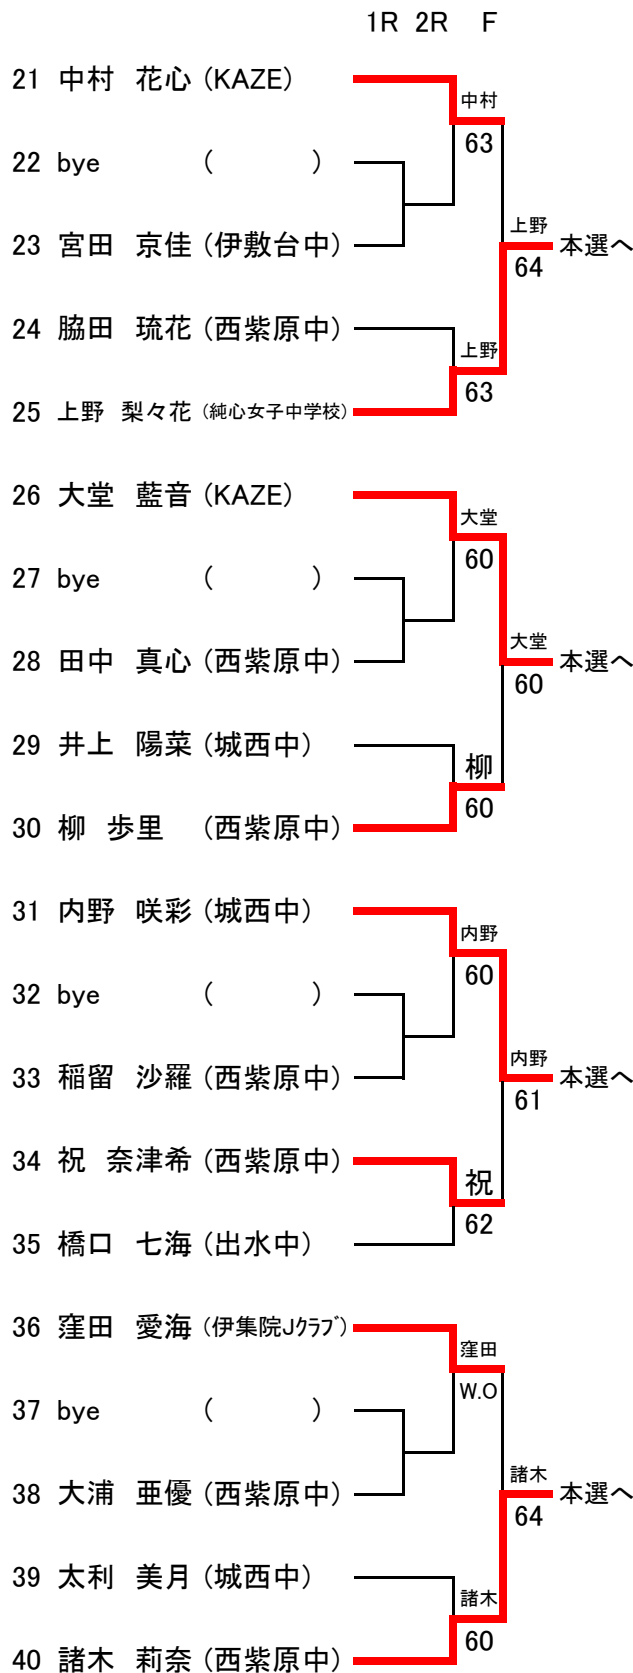 1R 2R F
21 中村 花心 (KAZE)
中村
63
22 bye ( )
23 宮田 京佳 (伊敷台中)
上野
64
本選へ
24 脇田 琉花 (西紫原中)
上野
63
25 上野 梨々花 (純心女子中学校)
26 大堂 藍音 (KAZE)
大堂
60
27 bye ( )
28 田中 真心 (西紫原中)
大堂
60
本選へ
29 井上 陽菜 (城西中)
柳
60
30 柳 歩里 (西紫原中)
31 内野 咲彩 (城西中)
内野
60
32 bye ( )
33 稲留 沙羅 (西紫原中)
内野
61
本選へ
34 祝 奈津希 (西紫原中)
祝
62
35 橋口 七海 (出水中)
36 窪田 愛海 (伊集院Jｸﾗﾌﾞ)
窪田
W.O
37 bye ( )
38 大浦 亜優 (西紫原中)
諸木
64
本選へ
39 太利 美月 (城西中)
諸木
60
40 諸木 莉奈 (西紫原中)